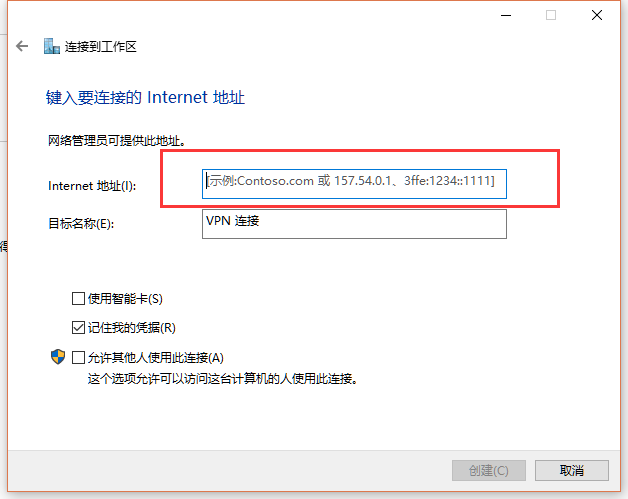 连接到工作区
键入要连接的 Internet 地址
网络管理员可提供此地址。
Internet 地址(I):
[示例:Contoso.com 或 157.54.0.1、3ffe:1234::1111]
目标名称(E):
VPN 连接
得
使用智能卡(S)
记住我的凭据(R)
允许其他人使用此连接(A)
这个选项允许可以访问这台计算机的人使用此连接。
创建(C)
取消